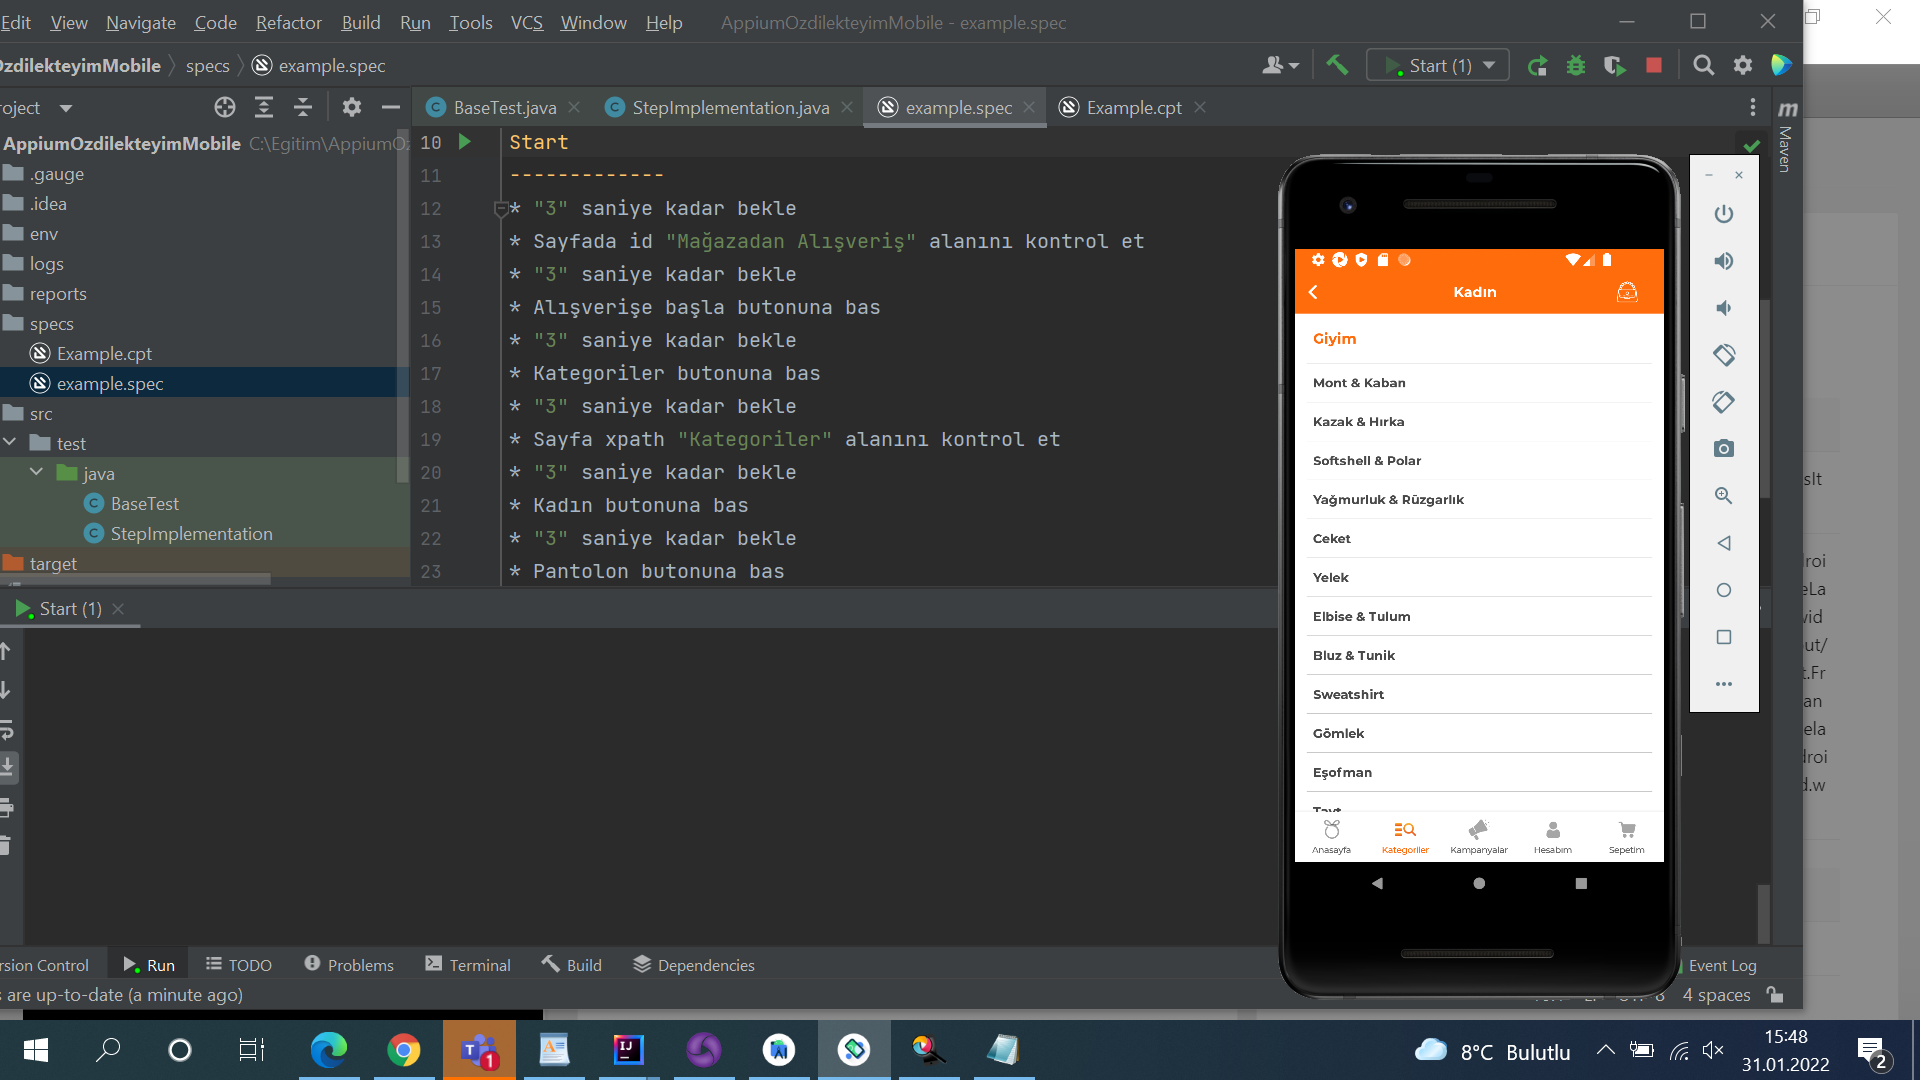 Edit View Navigate Code Refactor Build Run Tools VCS Window Help AppiumOzdilekteyimMobile - example.spec
OzdilekteyimMobile specs example.spec
Start (1)
roject
BaseTest.java StepImplementation.java example.spec Example.cpt
AppiumOzdilekteyimMobile C:\Egitim\AppiumOz
.gauge
.idea
env
logs
reports
specs
Example.cpt
example.spec
src
test
java
BaseTest
StepImplementation
target
10 Start
11 -------------
12 * "3" saniye kadar bekle
13 * Sayfada id "Mağazadan Alışveriş" alanını kontrol et
14 * "3" saniye kadar bekle
15 * Alışverişe başla butonuna bas
16 * "3" saniye kadar bekle
17 * Kategoriler butonuna bas
18 * "3" saniye kadar bekle
19 * Sayfa xpath "Kategoriler" alanını kontrol et
20 * "3" saniye kadar bekle
21 * Kadın butonuna bas
22 * "3" saniye kadar bekle
23 * Pantolon butonuna bas
m Maven
Kadın
Giyim
Mont & Kaban
Kazak & Hırka
Softshell & Polar
Yağmurluk & Rüzgarlık
Ceket
Yelek
Elbise & Tulum
Bluz & Tunik
Sweatshirt
Gömlek
Eşofman
Anasayfa Kategoriler Kampanyalar Hesabım Sepetim
slt
roi
eLa
vid
ut/
t.Fr
an
ela
droi
d.w
Start (1)
rsion Control Run TODO Problems Terminal Build Dependencies Event Log
s are up-to-date (a minute ago) 4 spaces
1 IJ 8°C Bulutlu 15:48
31.01.2022 2